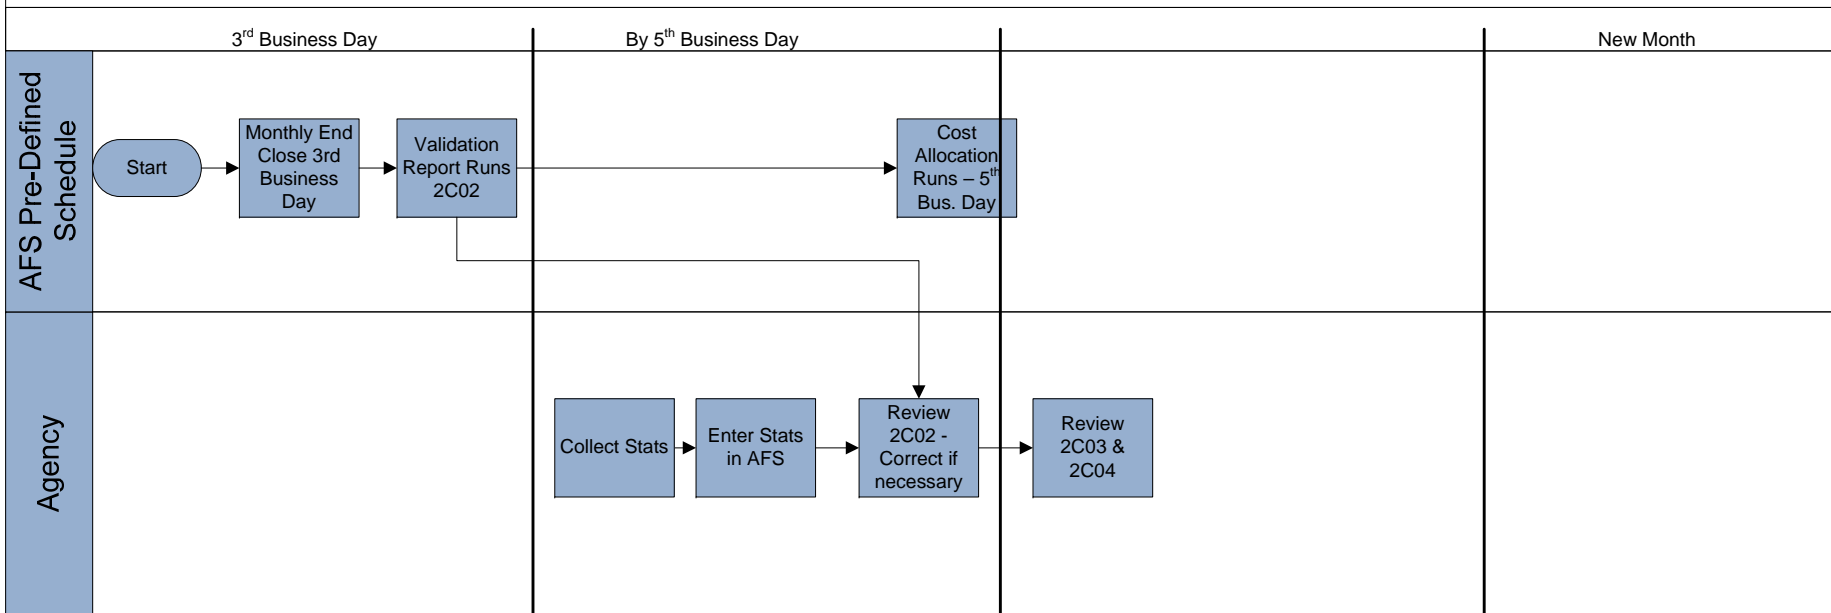 3rd Business Day
By 5th Business Day
New Month
AFS Pre-Defined
Schedule
Start
Monthly End
Close 3rd
Business
Day
Validation
Report Runs
2C02
Cost
Allocation
Runs – 5th
Bus. Day
Agency
Collect Stats
Enter Stats
in AFS
Review
2C02 -
Correct if
necessary
Review
2C03 &
2C04